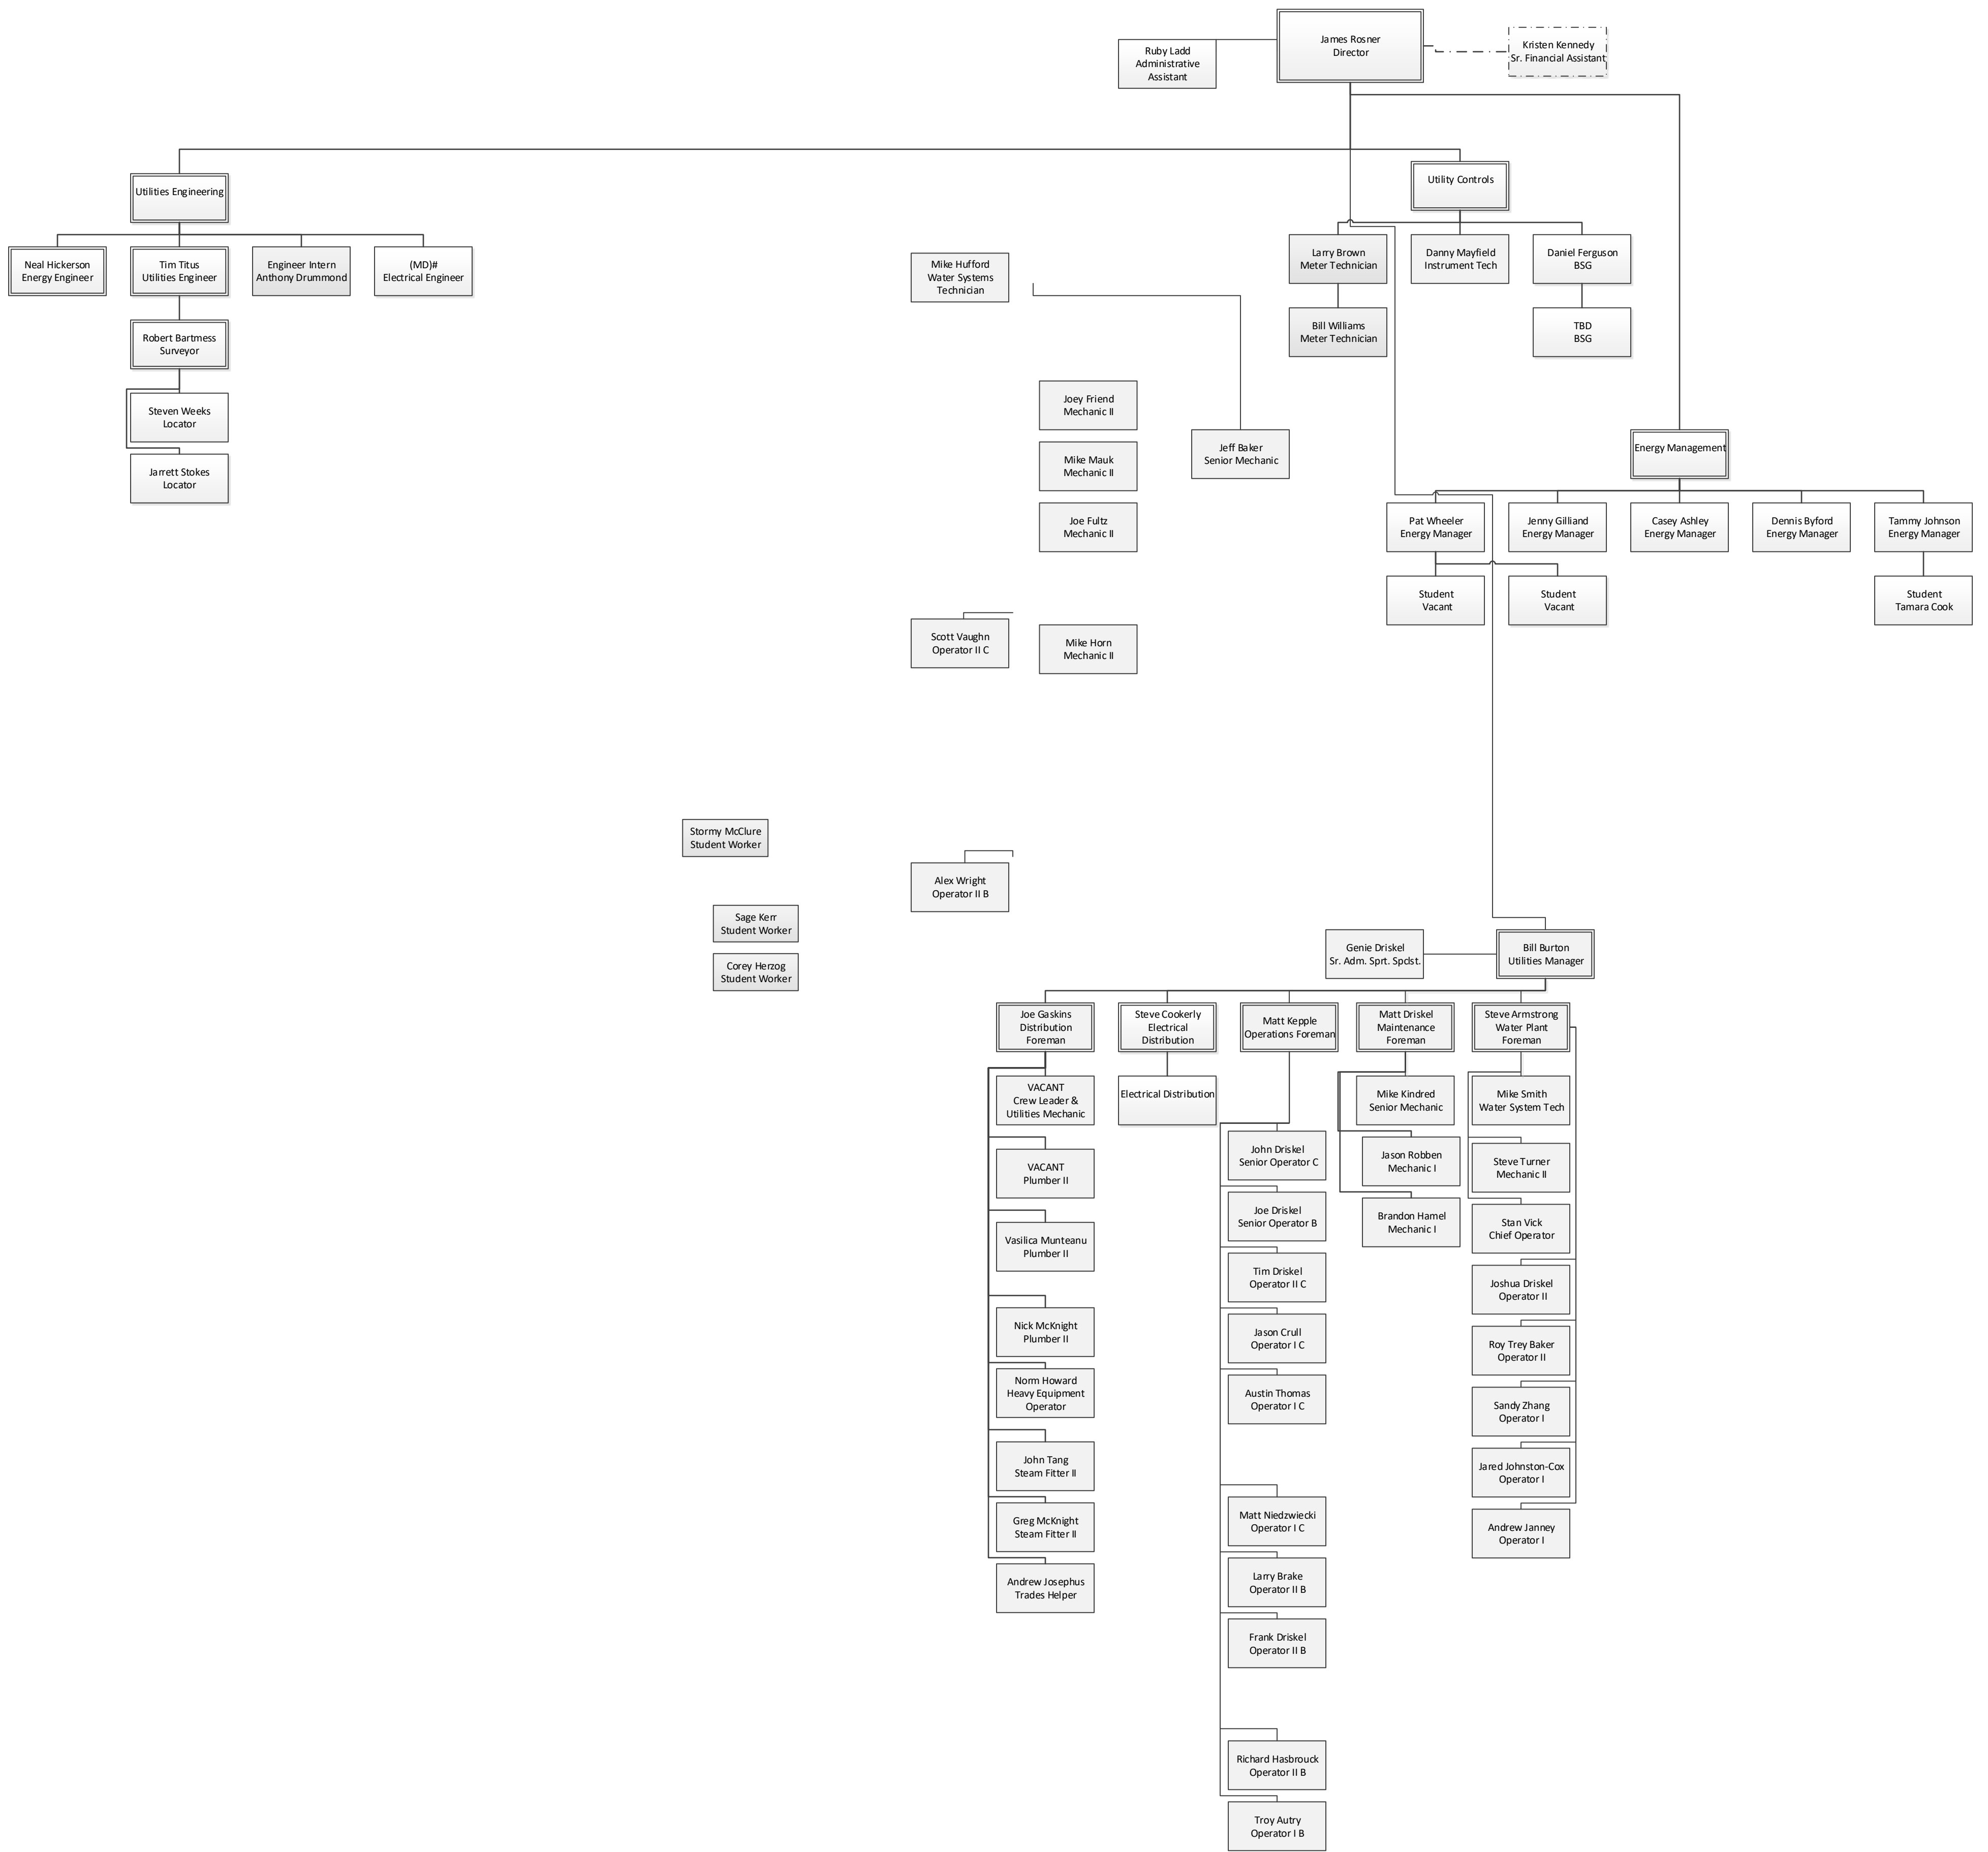 James Rosner
Director
Kristen Kennedy
Sr. Financial Assistant
Ruby Ladd
Administrative
Assistant
Utilities Engineering
Utility Controls
Neal Hickerson
Energy Engineer
Tim Titus
Utilities Engineer
Engineer Intern
Anthony Drummond
(MD)#
Electrical Engineer
Mike Hufford
Water Systems
Technician
Larry Brown
Meter Technician
Danny Mayfield
Instrument Tech
Daniel Ferguson
BSG
Robert Bartmess
Surveyor
Bill Williams
Meter Technician
TBD
BSG
Steven Weeks
Locator
Jarrett Stokes
Locator
Joey Friend
Mechanic II
Mike Mauk
Mechanic II
Joe Fultz
Mechanic II
Jeff Baker
Senior Mechanic
Energy Management
Pat Wheeler
Energy Manager
Jenny Gilliand
Energy Manager
Casey Ashley
Energy Manager
Dennis Byford
Energy Manager
Tammy Johnson
Energy Manager
Student
Vacant
Student
Vacant
Student
Tamara Cook
Scott Vaughn
Operator II C
Mike Horn
Mechanic II
Stormy McClure
Student Worker
Alex Wright
Operator II B
Sage Kerr
Student Worker
Corey Herzog
Student Worker
Genie Driskel
Sr. Adm. Sprt. Spclst.
Bill Burton
Utilities Manager
Joe Gaskins
Distribution
Foreman
Steve Cookerly
Electrical
Distribution
Matt Kepple
Operations Foreman
Matt Driskel
Maintenance
Foreman
Steve Armstrong
Water Plant
Foreman
VACANT
Crew Leader &
Utilities Mechanic
VACANT
Plumber II
Vasilica Munteanu
Plumber II
Nick McKnight
Plumber II
Norm Howard
Heavy Equipment
Operator
John Tang
Steam Fitter II
Greg McKnight
Steam Fitter II
Andrew Josephus
Trades Helper
Electrical Distribution
John Driskel
Senior Operator C
Joe Driskel
Senior Operator B
Tim Driskel
Operator II C
Jason Crull
Operator I C
Austin Thomas
Operator I C
Matt Niedzwiecki
Operator I C
Larry Brake
Operator II B
Frank Driskel
Operator II B
Richard Hasbrouck
Operator II B
Troy Autry
Operator I B
Mike Kindred
Senior Mechanic
Jason Robben
Mechanic I
Brandon Hamel
Mechanic I
Mike Smith
Water System Tech
Steve Turner
Mechanic II
Stan Vick
Chief Operator
Joshua Driskel
Operator II
Roy Trey Baker
Operator II
Sandy Zhang
Operator I
Jared Johnston-Cox
Operator I
Andrew Janney
Operator I